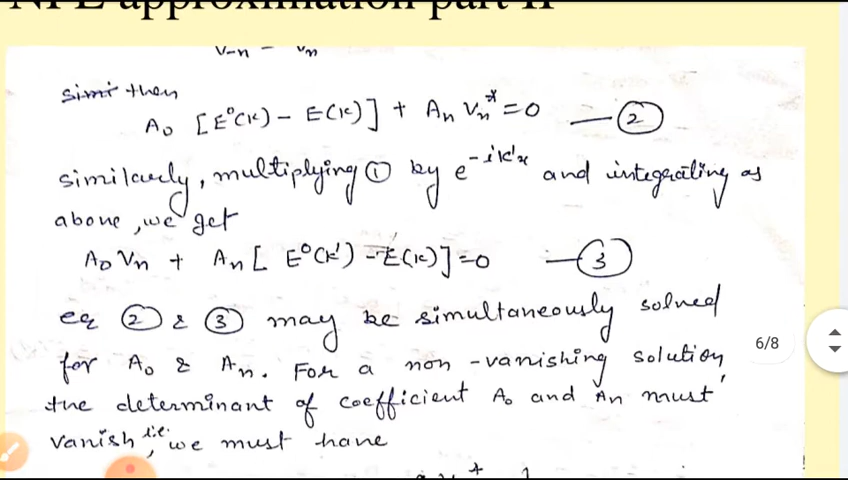 NFE approximation part II
V-n = Vn
simi then
A₀ [E⁰(k) - E(k)] + Aₙ Vₙ* = 0 — ②
similarly, multiplying ① by e^{-ik'x} and integrating as
above, we get
A₀ Vₙ + Aₙ [ E⁰(k') - E(k)] = 0 — ③
eq ② & ③ may be simultaneously solved
for A₀ & Aₙ. For a non-vanishing solution,
the determinant of coefficient A₀ and Aₙ must
vanish i.e., we must have
6/8